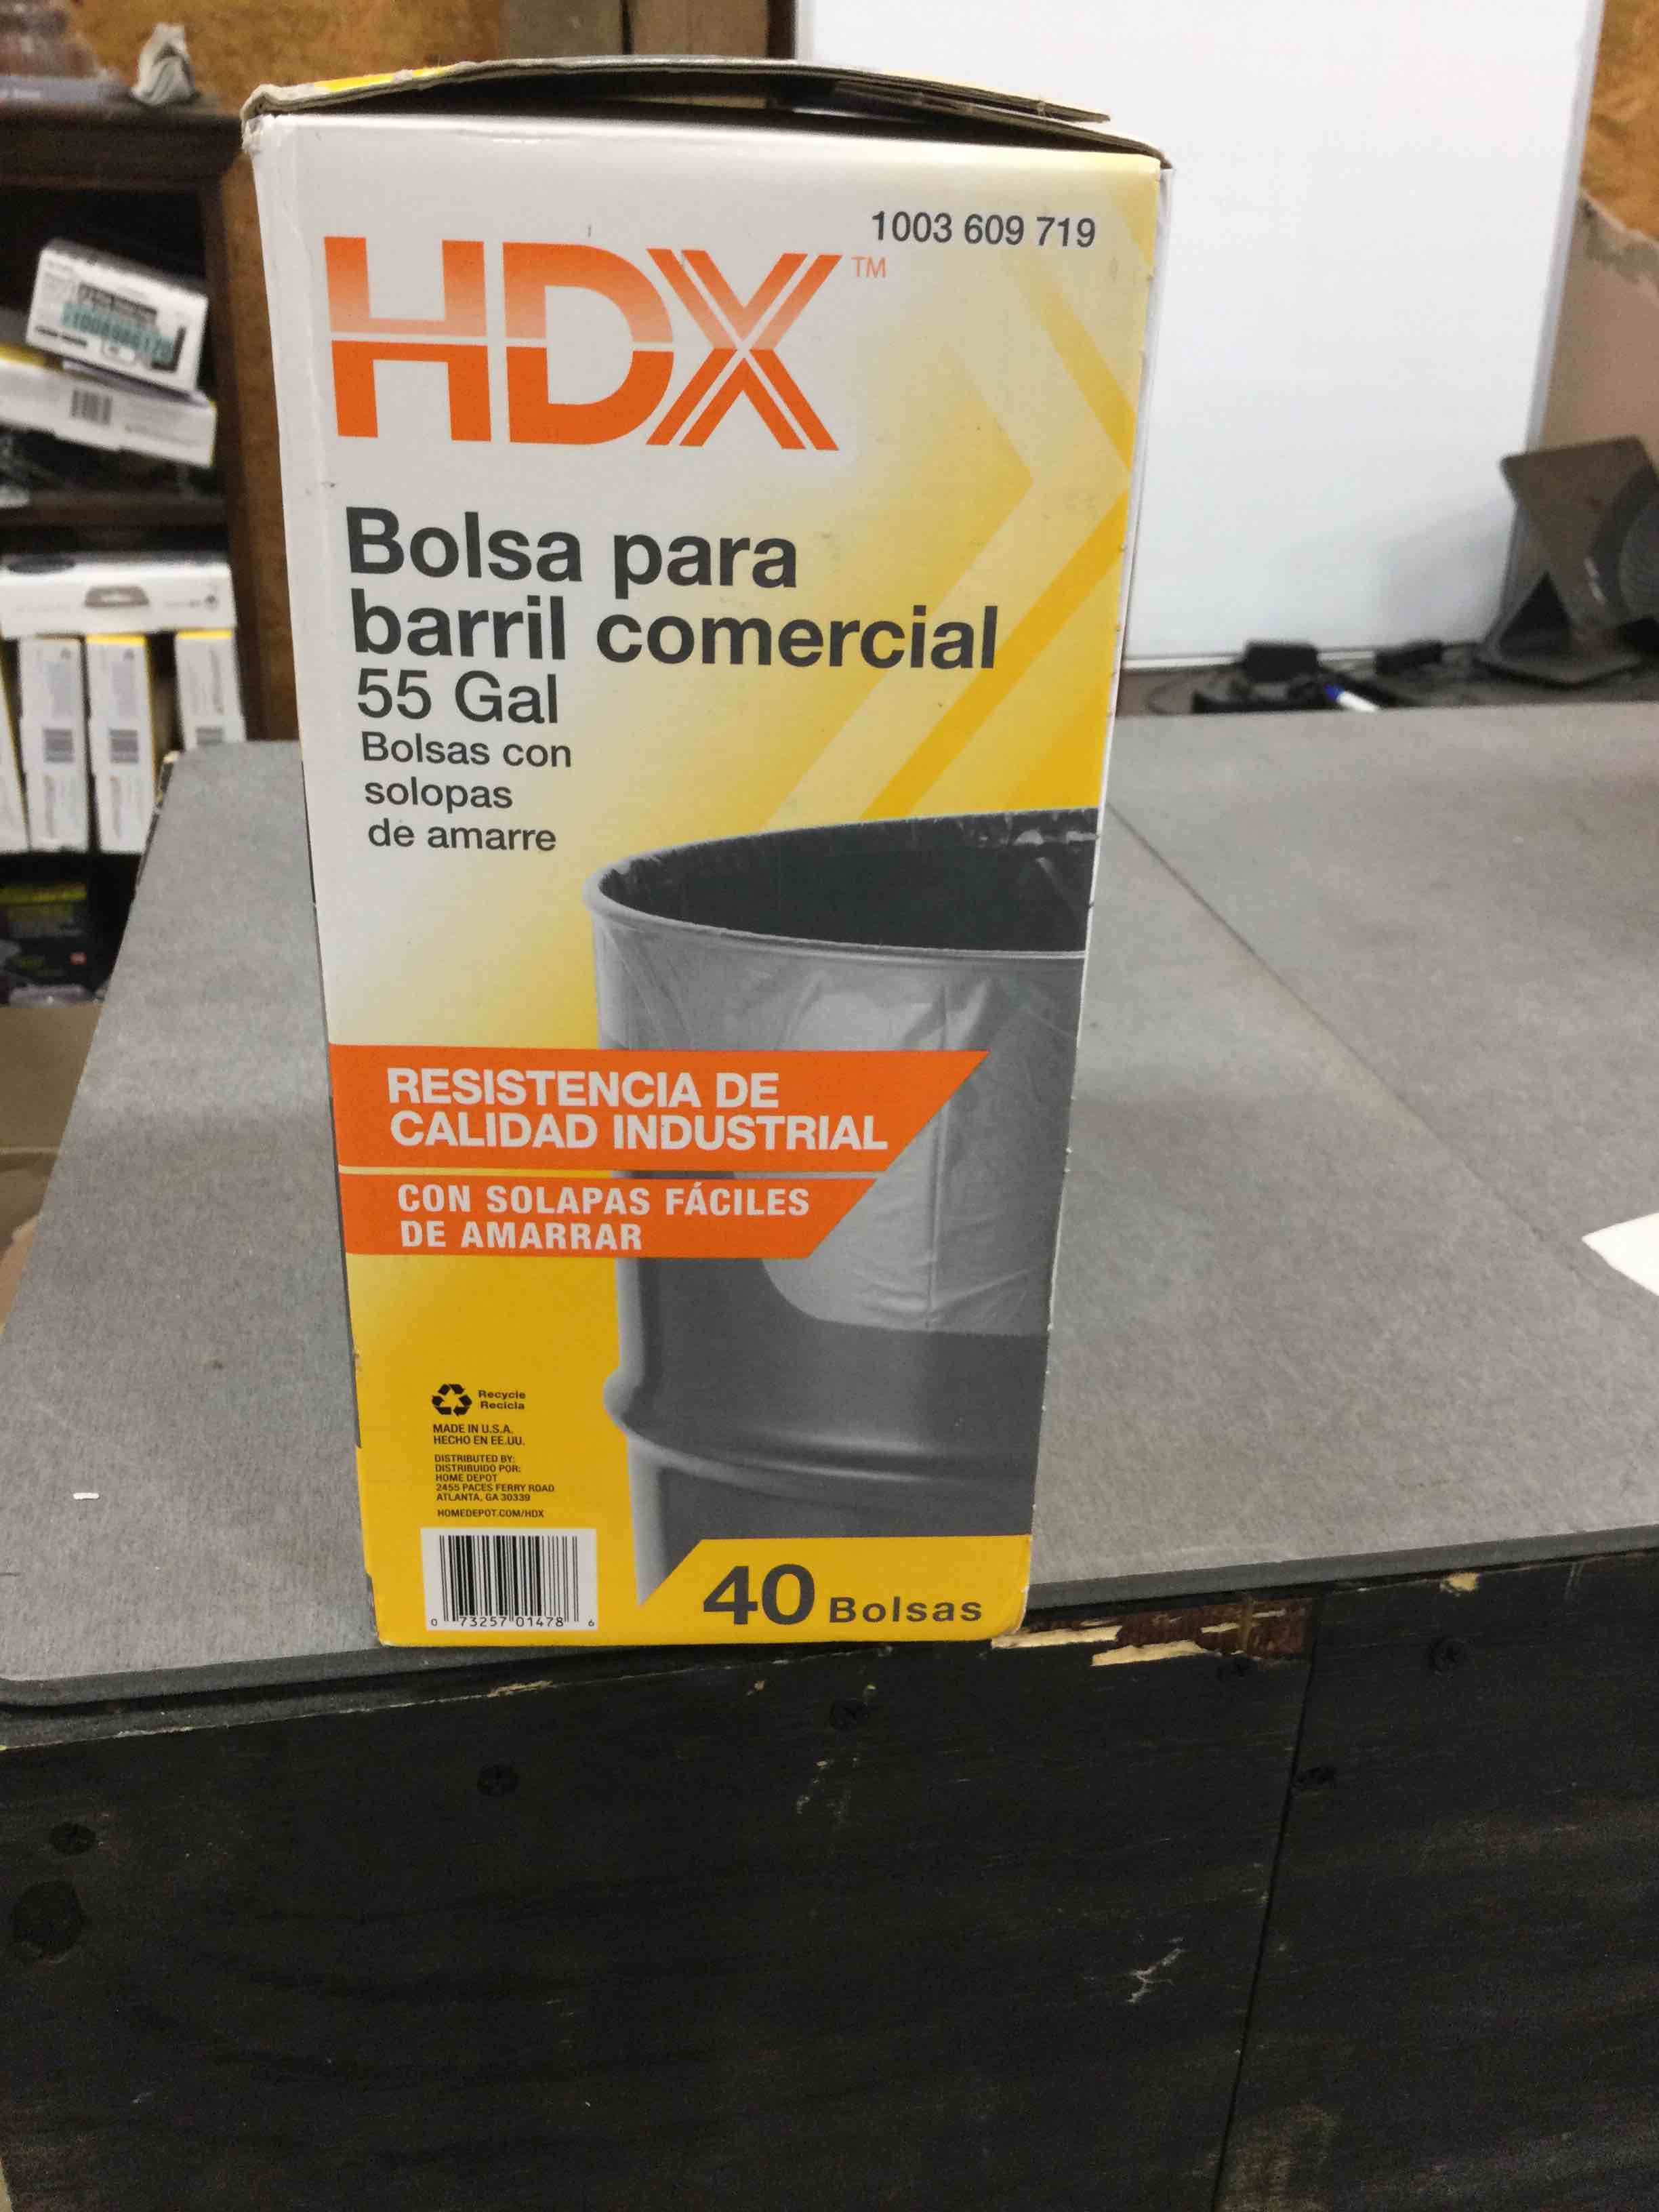 1003 609 719
HDX™
Bolsa para
barril comercial
55 Gal
Bolsas con
solopas
de amarre
RESISTENCIA DE
CALIDAD INDUSTRIAL
CON SOLAPAS FÁCILES
DE AMARRAR
Recycle
Recicla
MADE IN U.S.A.
HECHO EN EE.UU.
DISTRIBUTED BY:
DISTRIBUIDO POR:
HOME DEPOT
2455 PACES FERRY ROAD
ATLANTA, GA 30339
HOMEDEPOT.COM/HDX
0 73257 01478 6
40 Bolsas